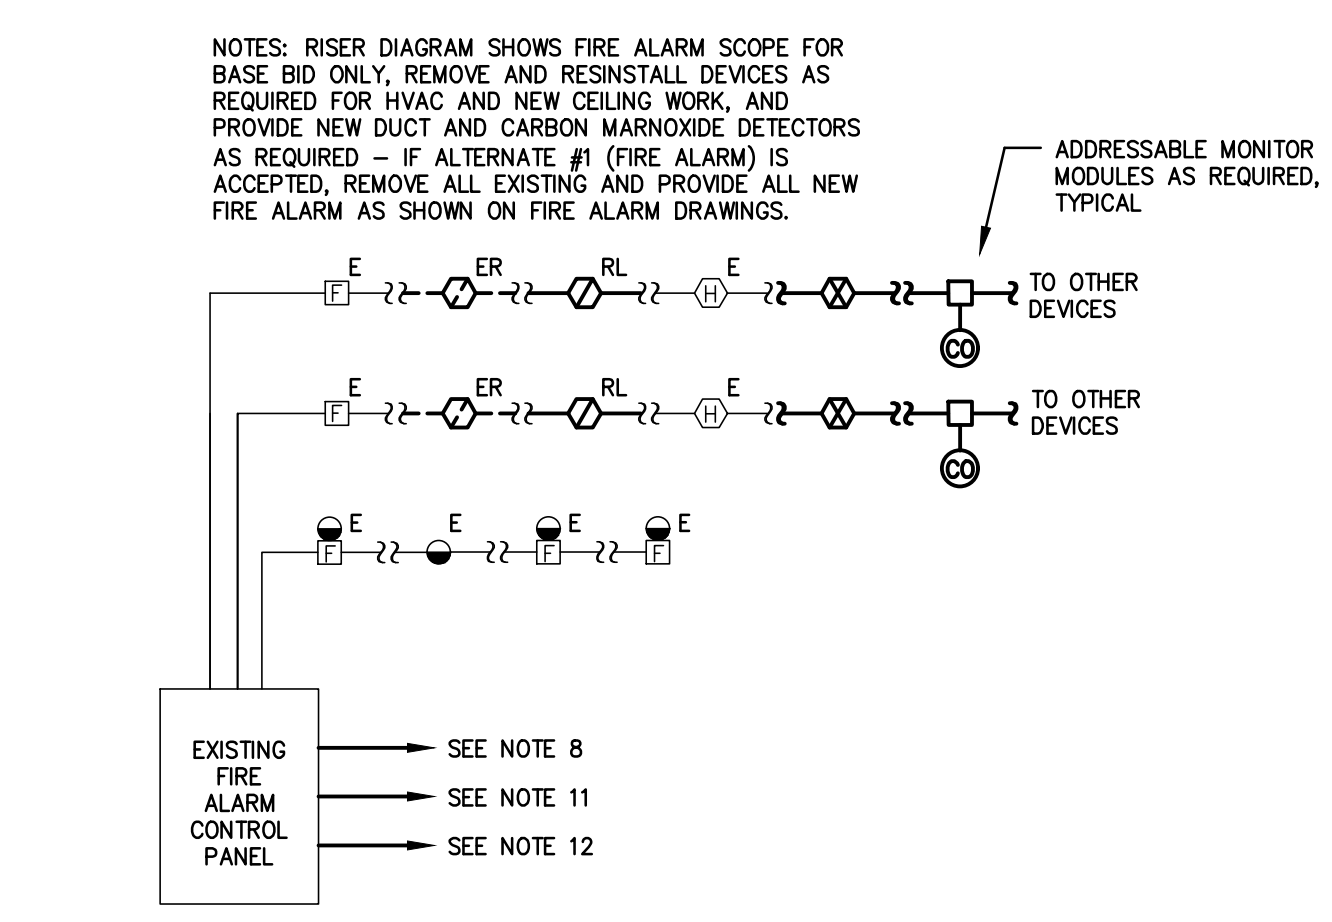 NOTES: RISER DIAGRAM SHOWS FIRE ALARM SCOPE FOR
BASE BID ONLY, REMOVE AND RESINSTALL DEVICES AS
REQUIRED FOR HVAC AND NEW CEILING WORK, AND
PROVIDE NEW DUCT AND CARBON MARNOXIDE DETECTORS
AS REQUIRED – IF ALTERNATE #1 (FIRE ALARM) IS
ACCEPTED, REMOVE ALL EXISTING AND PROVIDE ALL NEW
FIRE ALARM AS SHOWN ON FIRE ALARM DRAWINGS.
ADDRESSABLE MONITOR
MODULES AS REQUIRED,
TYPICAL
E ER RL E
F H
TO OTHER
DEVICES
CO
E ER RL E
F H
TO OTHER
DEVICES
CO
E E E E
F F F
EXISTING
FIRE
ALARM
CONTROL
PANEL
SEE NOTE 8
SEE NOTE 11
SEE NOTE 12